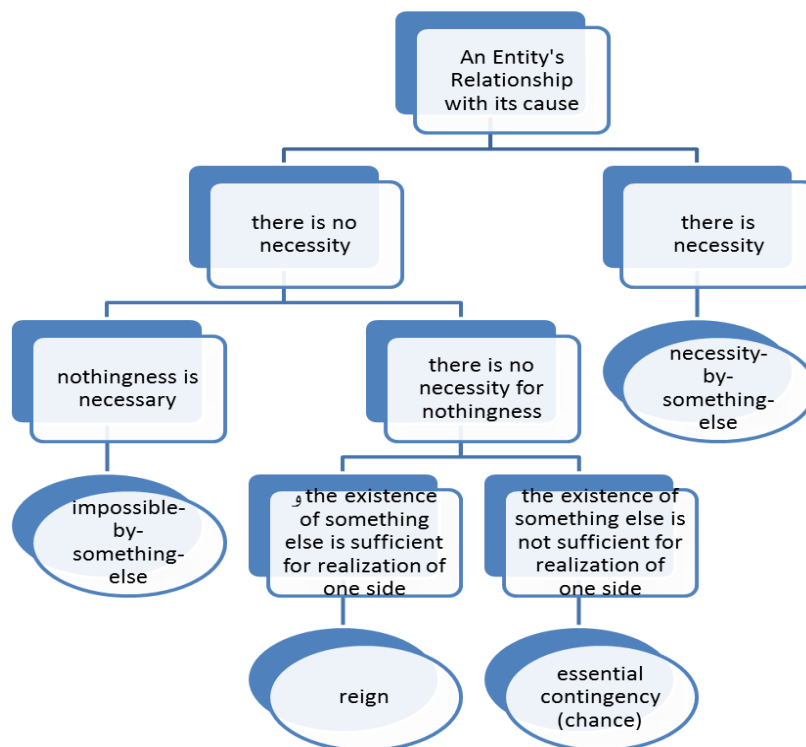 An Entity's
Relationship
with its cause
there is no
necessity
there is
necessity
nothingness is
necessary
there is no
necessity for
nothingness
necessity-
by-
something-
else
impossible-
by-
something-
else
و the existence
of something
else is sufficient
for realization of
one side
the existence of
something else is
not sufficient for
realization of
one side
reign
essential
contingency
(chance)